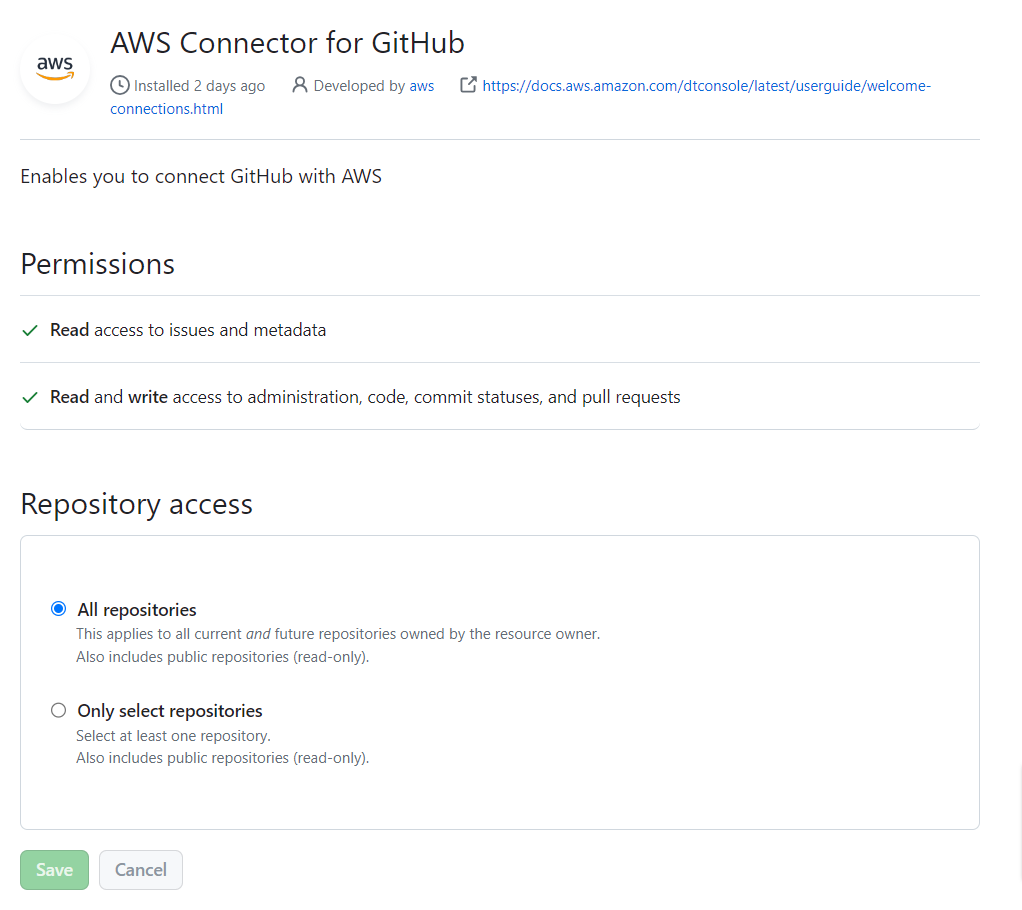 aws
AWS Connector for GitHub
Installed 2 days ago Developed by aws https://docs.aws.amazon.com/dtconsole/latest/userguide/welcome-
connections.html
Enables you to connect GitHub with AWS
Permissions
Read access to issues and metadata
Read and write access to administration, code, commit statuses, and pull requests
Repository access
All repositories
This applies to all current and future repositories owned by the resource owner.
Also includes public repositories (read-only).
Only select repositories
Select at least one repository.
Also includes public repositories (read-only).
Save Cancel